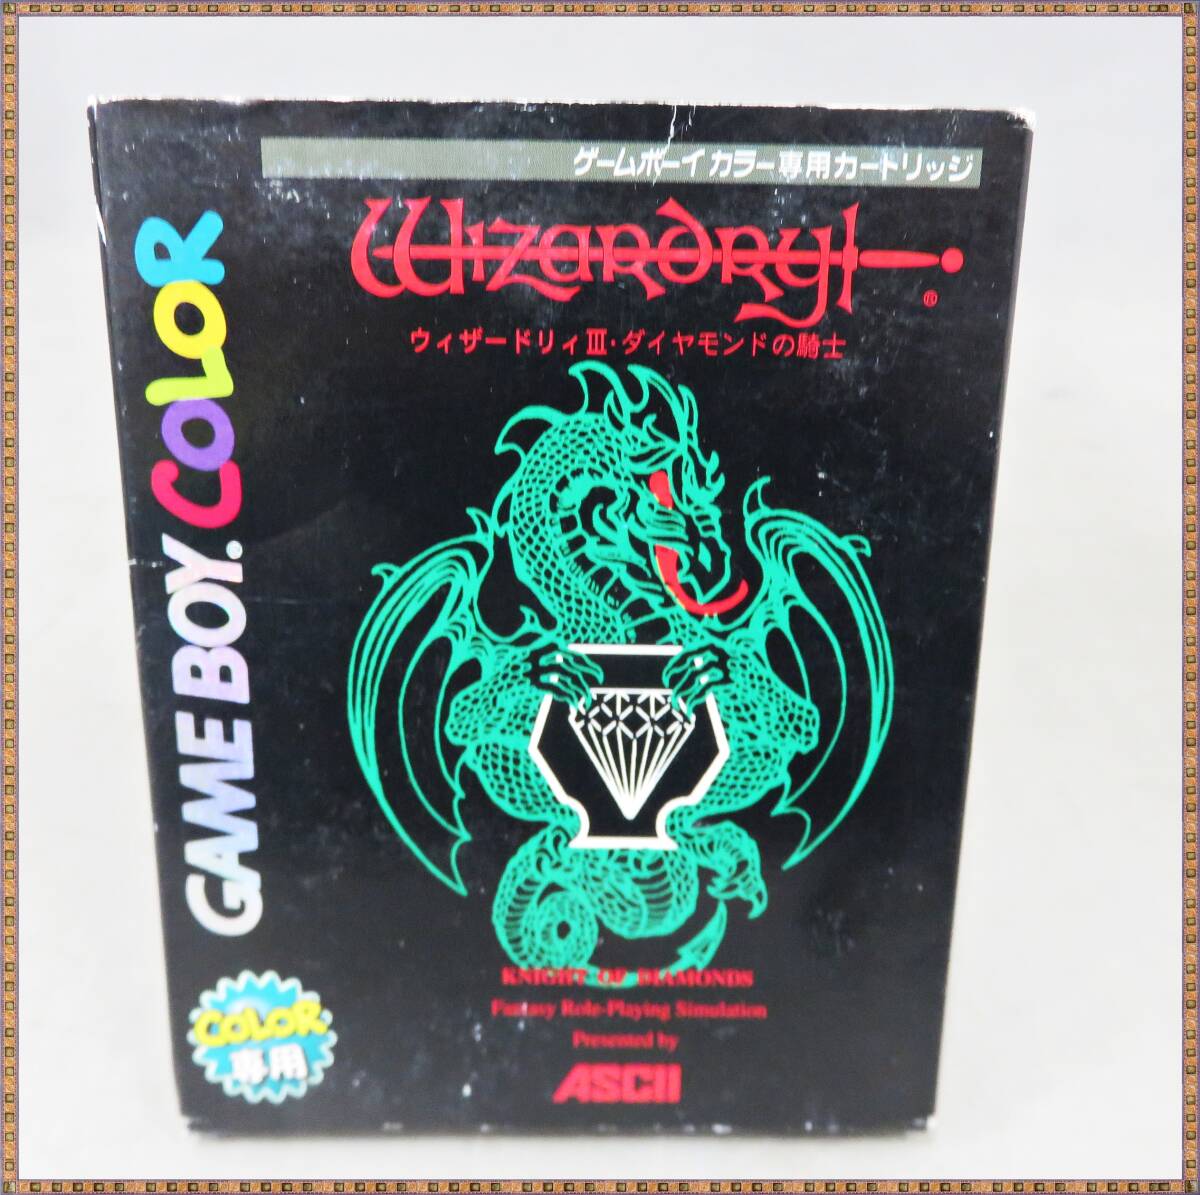 ゲームボーイカラー専用カートリッジ
Wizardry
®
ウィザードリィⅢ・ダイヤモンドの騎士
GAME BOY® COLOR
KNIGHT OF DIAMONDS
Fantasy Role-Playing Simulation
Presented by
ASCII
COLOR
専用